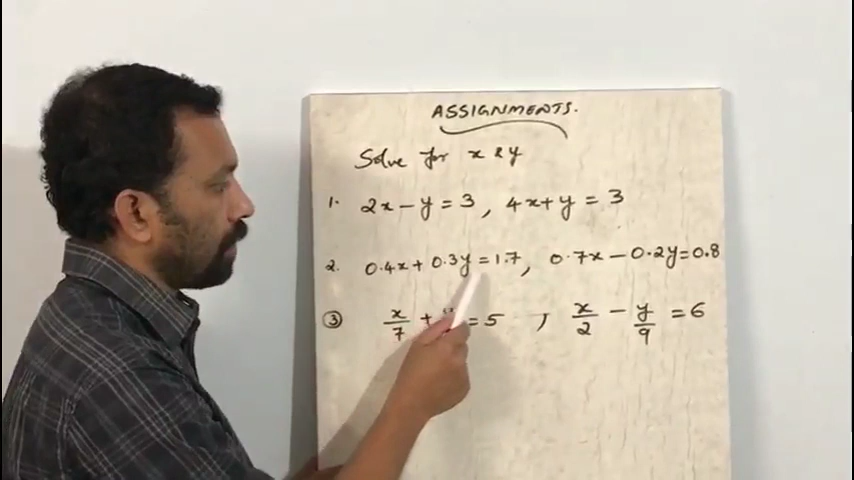 ASSIGNMENTS.
Solve for x & y
1. 2x - y = 3, 4x + y = 3
2. 0.4x + 0.3y = 1.7, 0.7x - 0.2y = 0.8
③ x/7 + = 5, x/2 - y/9 = 6